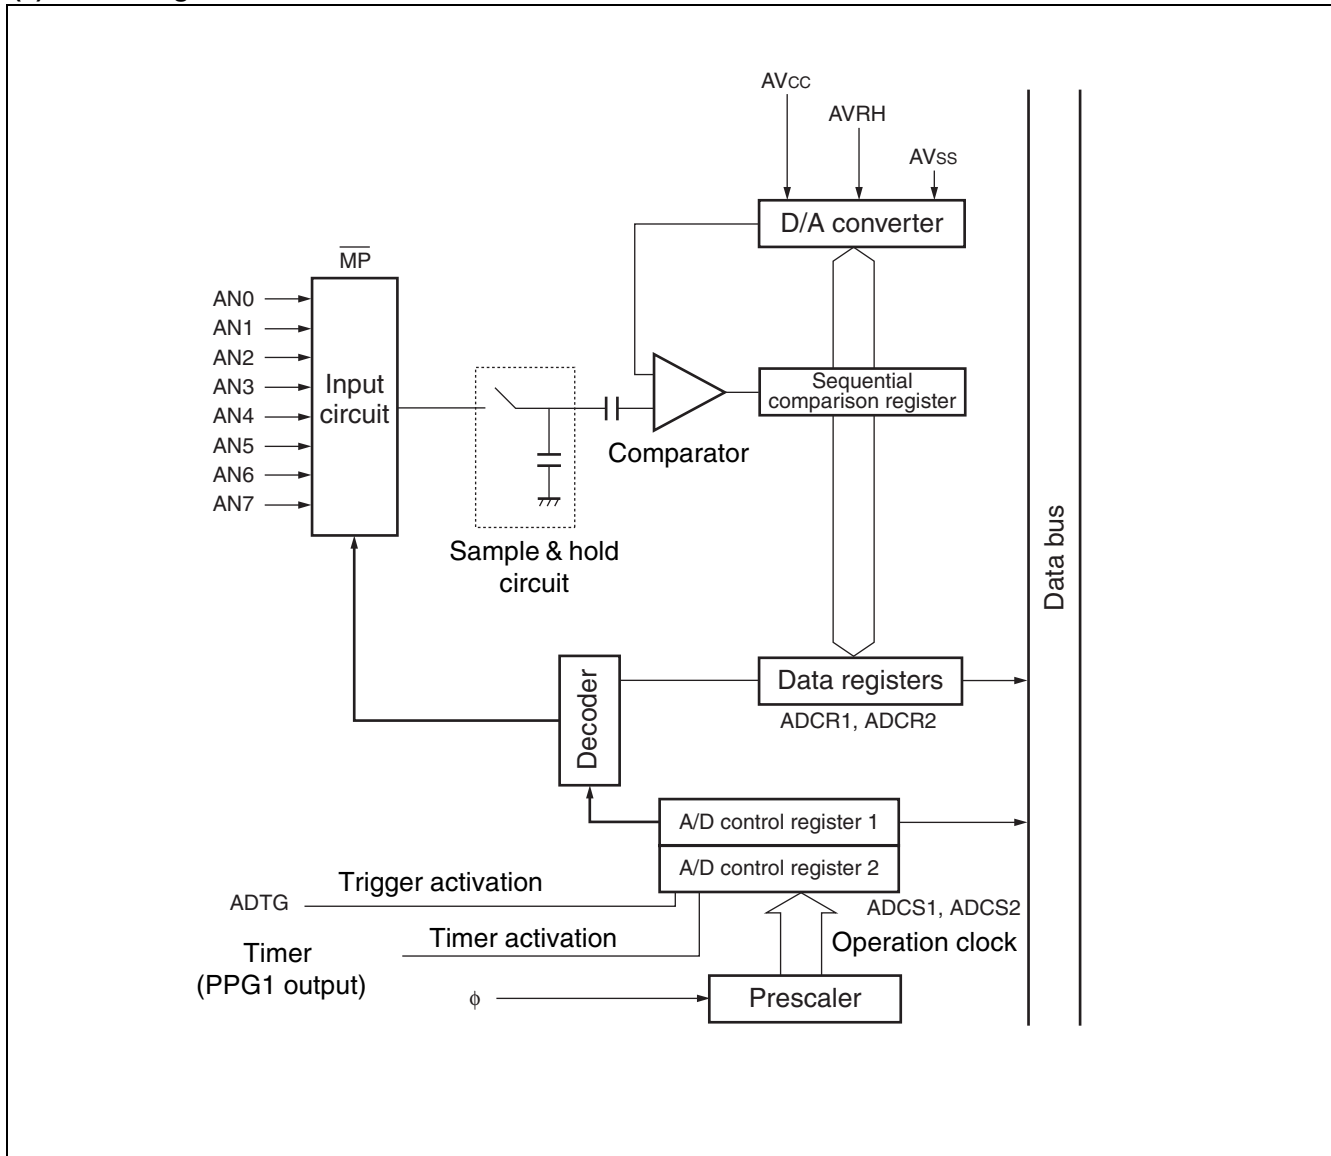 AVCC
AVRH
AVSS
D/A converter
MP
AN0
AN1
AN2
AN3
AN4
AN5
AN6
AN7
Input
circuit
Sequential
comparison register
Comparator
Sample & hold
circuit
Data bus
Decoder
Data registers
ADCR1, ADCR2
A/D control register 1
A/D control register 2
Trigger activation
ADTG
ADCS1, ADCS2
Timer activation
Operation clock
Timer
(PPG1 output)
ϕ
Prescaler